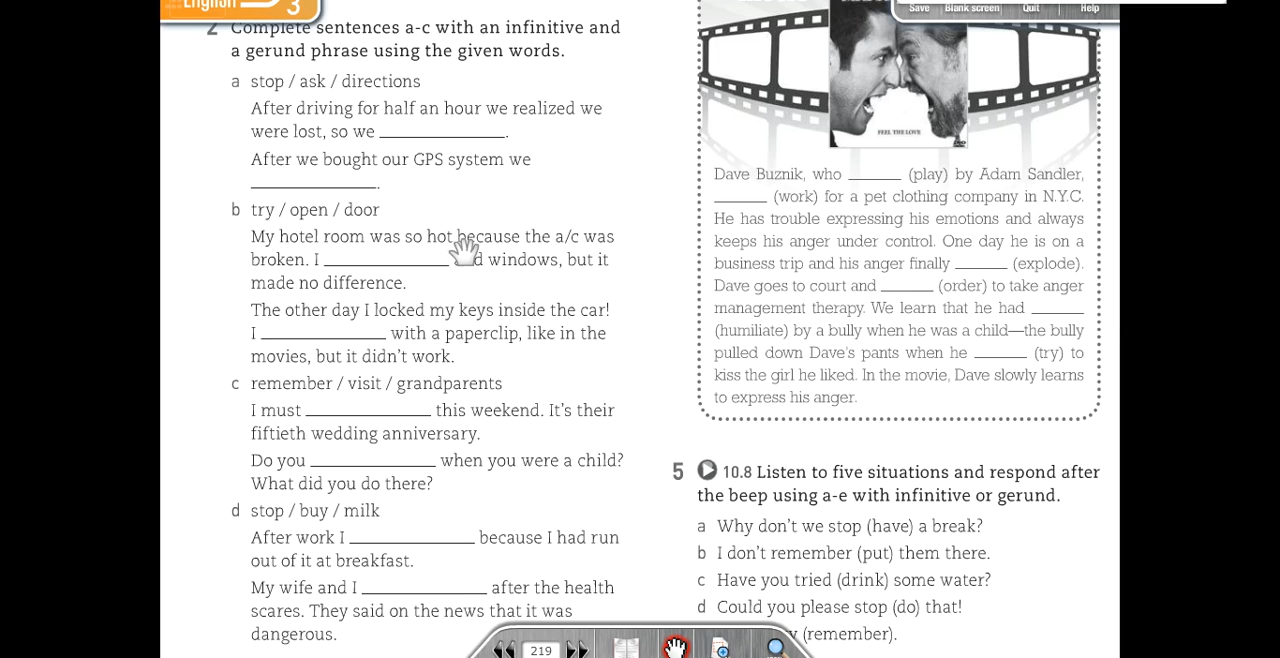 English 3
2 Complete sentences a-c with an infinitive and
a gerund phrase using the given words.
a stop / ask / directions
After driving for half an hour we realized we
were lost, so we ____________.
After we bought our GPS system we
____________.
b try / open / door
My hotel room was so hot because the a/c was
broken. I ____________ windows, but it
made no difference.
The other day I locked my keys inside the car!
I ____________ with a paperclip, like in the
movies, but it didn't work.
c remember / visit / grandparents
I must ____________ this weekend. It's their
fiftieth wedding anniversary.
Do you ____________ when you were a child?
What did you do there?
d stop / buy / milk
After work I ____________ because I had run
out of it at breakfast.
My wife and I ____________ after the health
scares. They said on the news that it was
dangerous.
Save Blank screen Quit Help
FEEL THE LOVE
DVD
Dave Buznik, who ______ (play) by Adam Sandler,
______ (work) for a pet clothing company in N.Y.C.
He has trouble expressing his emotions and always
keeps his anger under control. One day he is on a
business trip and his anger finally ______ (explode).
Dave goes to court and ______ (order) to take anger
management therapy. We learn that he had ______
(humiliate) by a bully when he was a child—the bully
pulled down Dave's pants when he ______ (try) to
kiss the girl he liked. In the movie, Dave slowly learns
to express his anger.
5 10.8 Listen to five situations and respond after
the beep using a-e with infinitive or gerund.
a Why don't we stop (have) a break?
b I don't remember (put) them there.
c Have you tried (drink) some water?
d Could you please stop (do) that!
(remember).
219